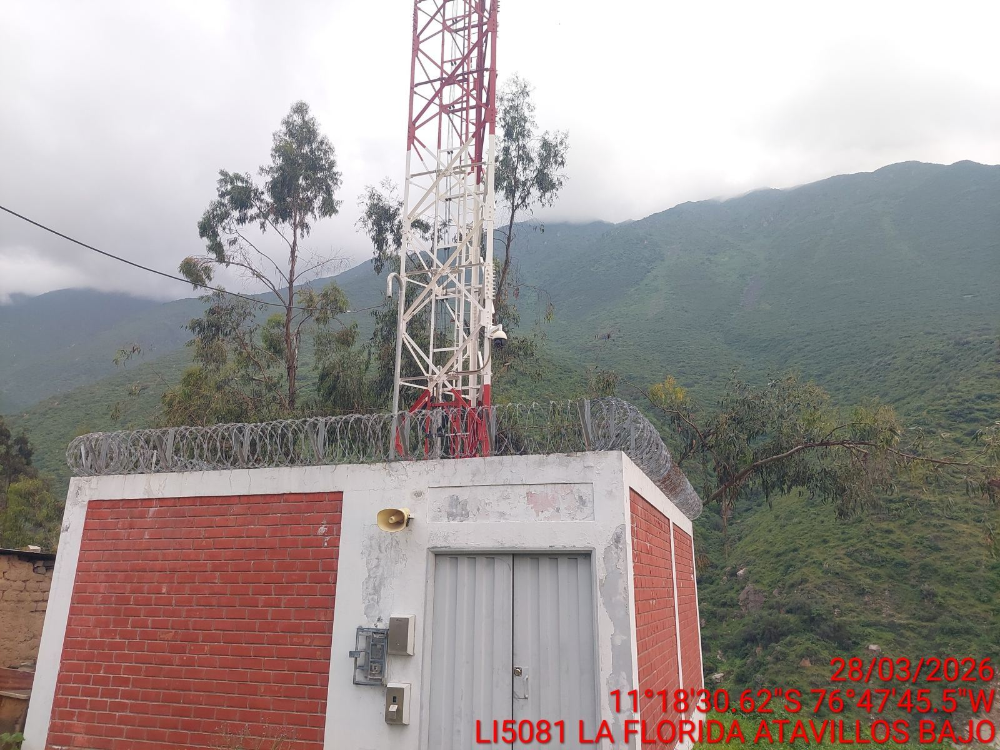 28/03/2026
11°18'30.62"S 76°47'45.5"W
LI5081 LA FLORIDA ATAVILLOS BAJO